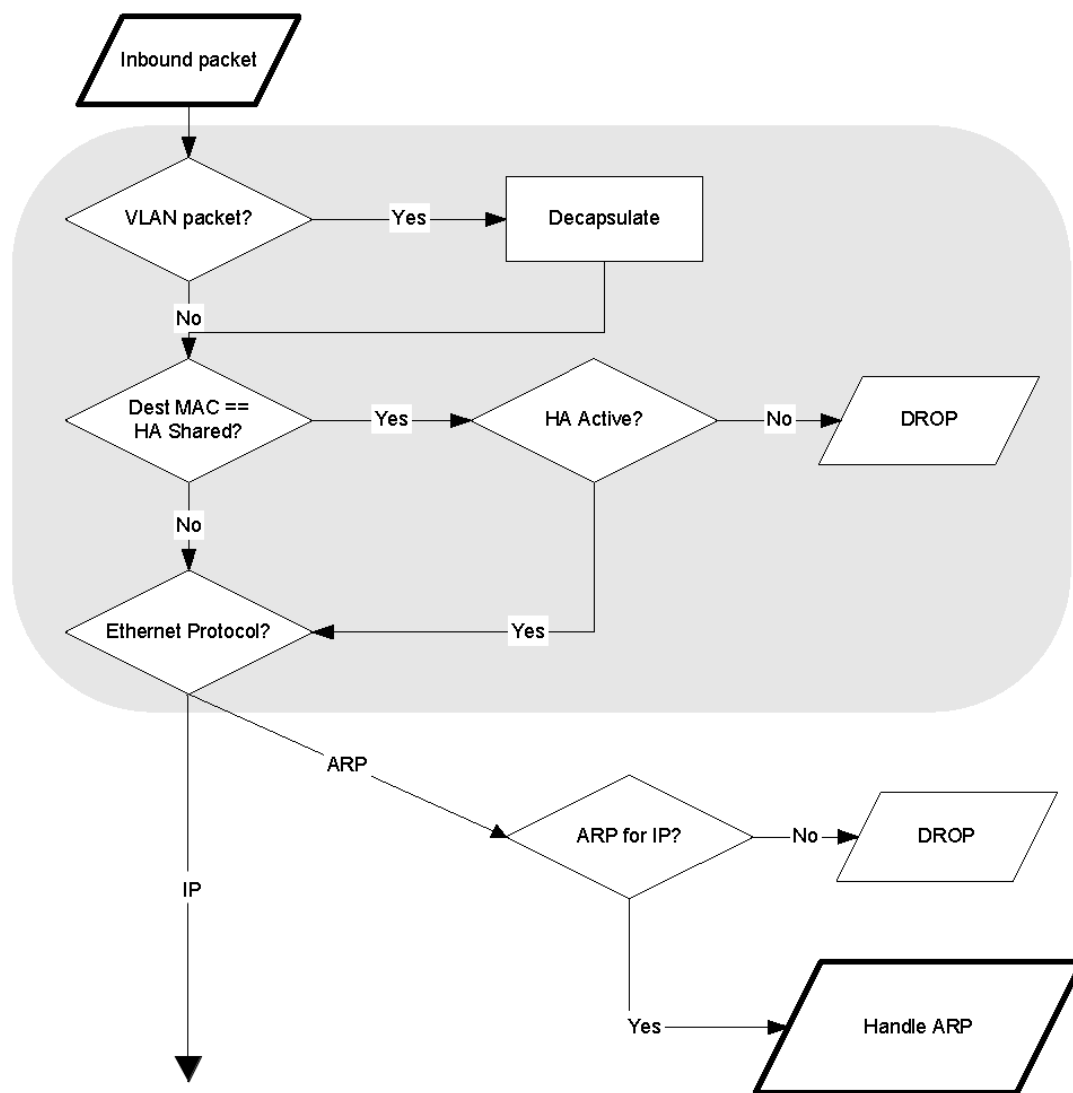 Inbound packet
VLAN packet?
Yes
Decapsulate
No
Dest MAC ==
HA Shared?
Yes
HA Active?
No
DROP
No
Ethernet Protocol?
Yes
ARP
ARP for IP?
No
DROP
IP
Yes
Handle ARP